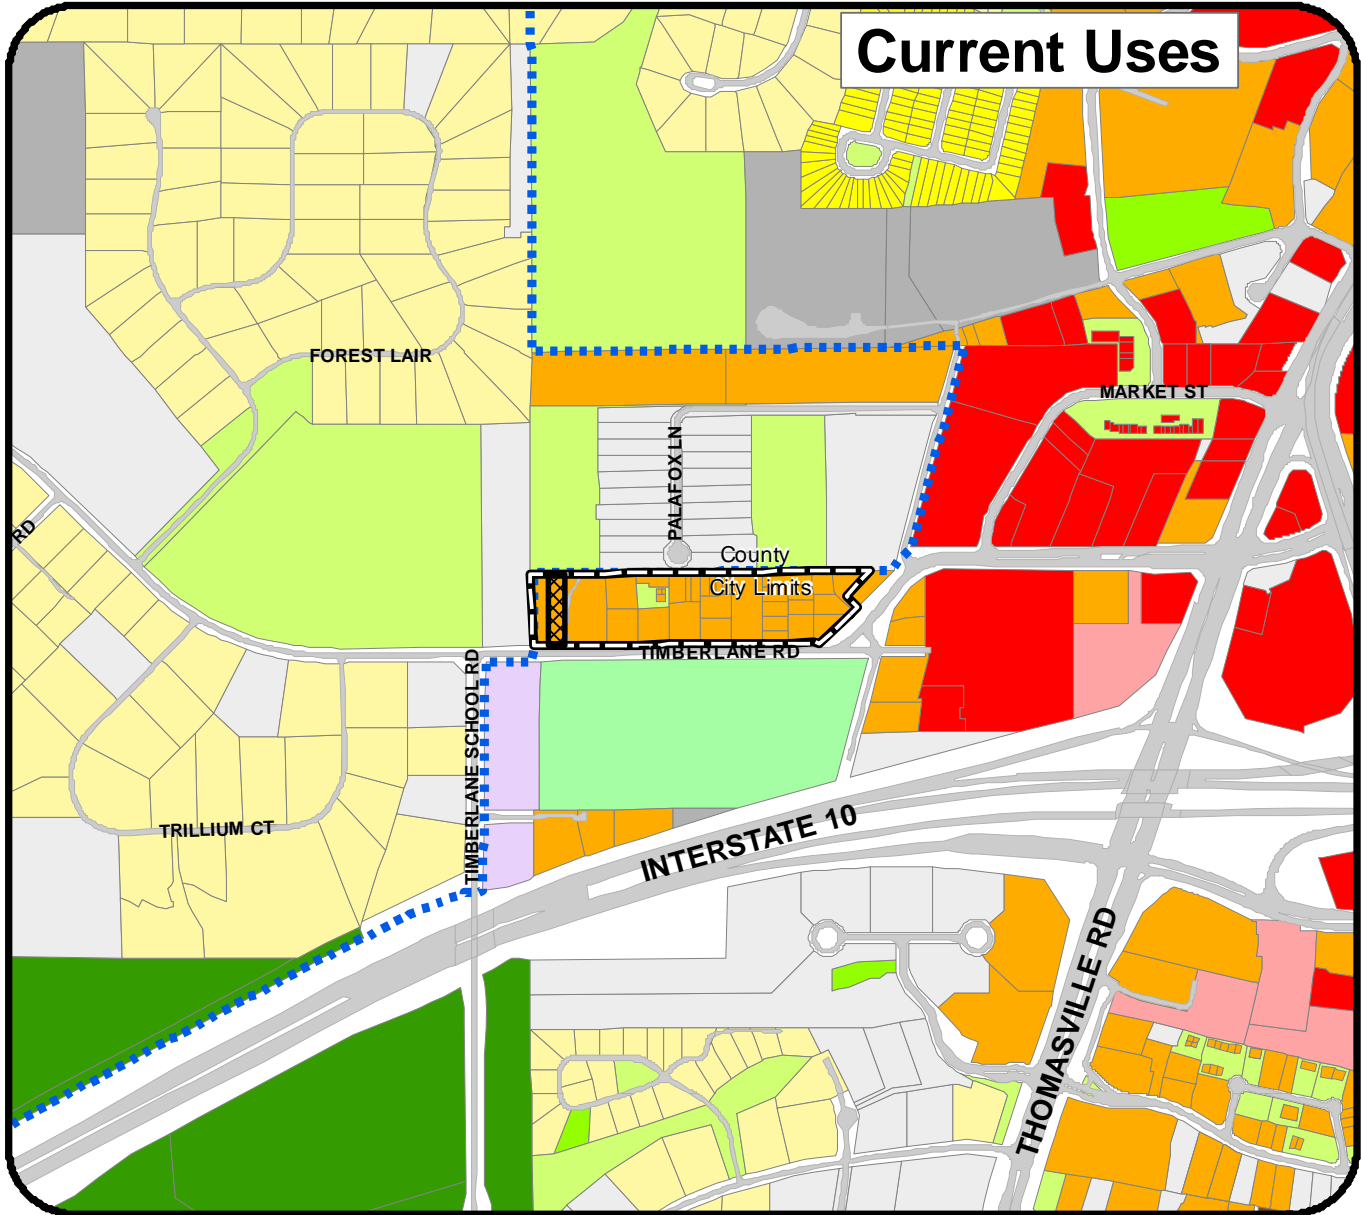 Current Uses
FOREST LAIR
MARKET ST
PALAFOX LN
RD
County
City Limits
TIMBERLANE RD
TIMBERLANE SCHOOL RD
TRILLIUM CT
INTERSTATE 10
THOMASVILLE RD